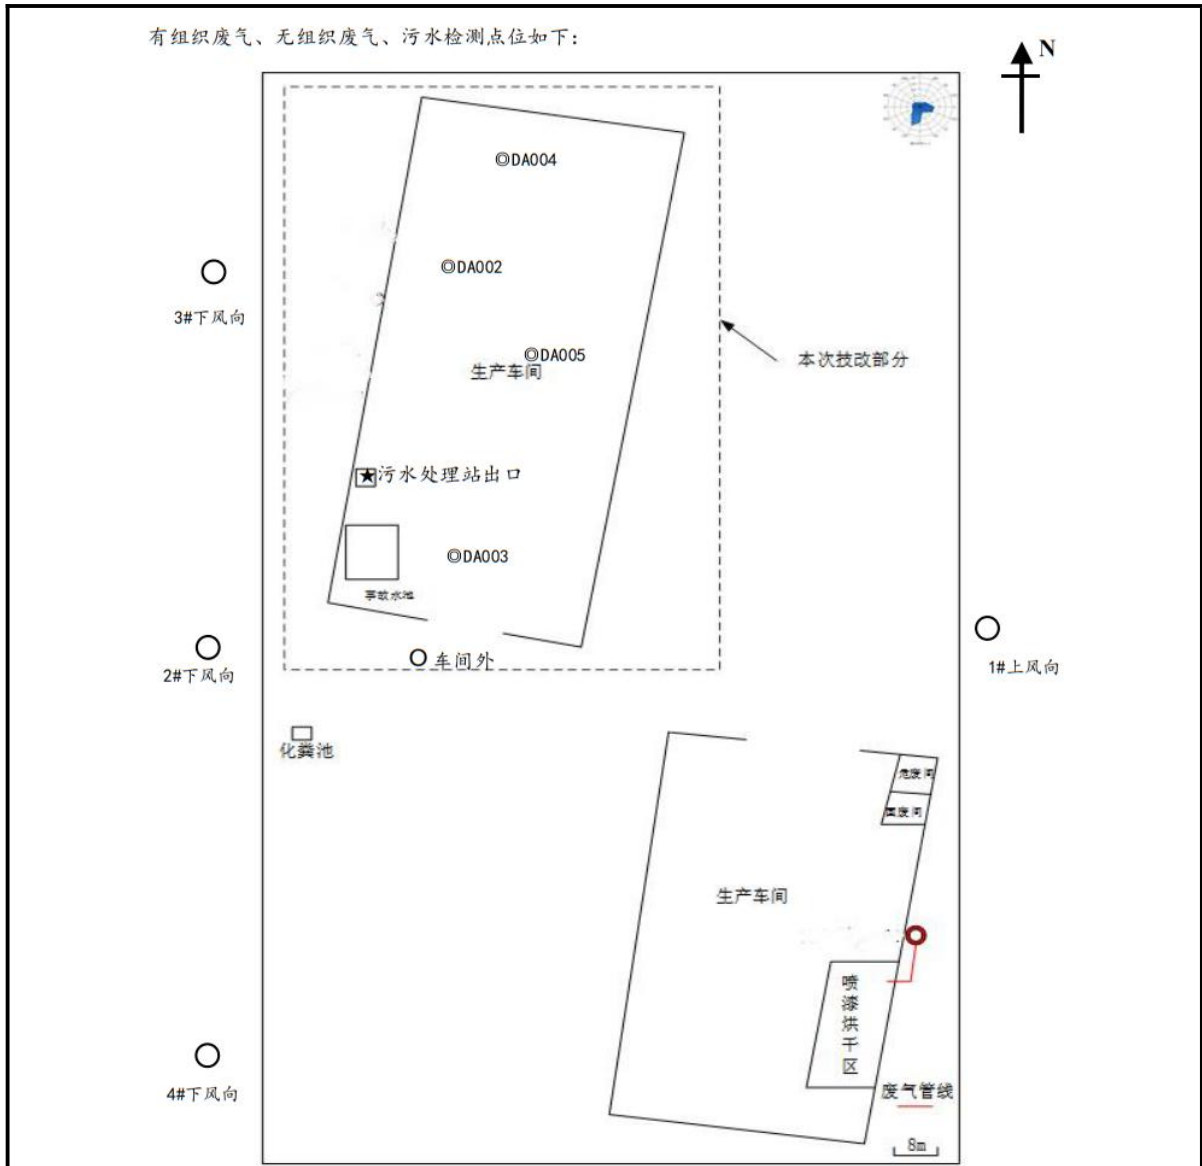 有组织废气、无组织废气、污水检测点位如下：
N
◎DA004
◎DA002
3#下风向
◎DA005
本次技改部分
生产车间
★污水处理站出口
◎DA003
事故水池
车间外
2#下风向
1#上风向
化粪池
危废间
固废间
生产车间
喷漆烘干区
废气管线
4#下风向
8m